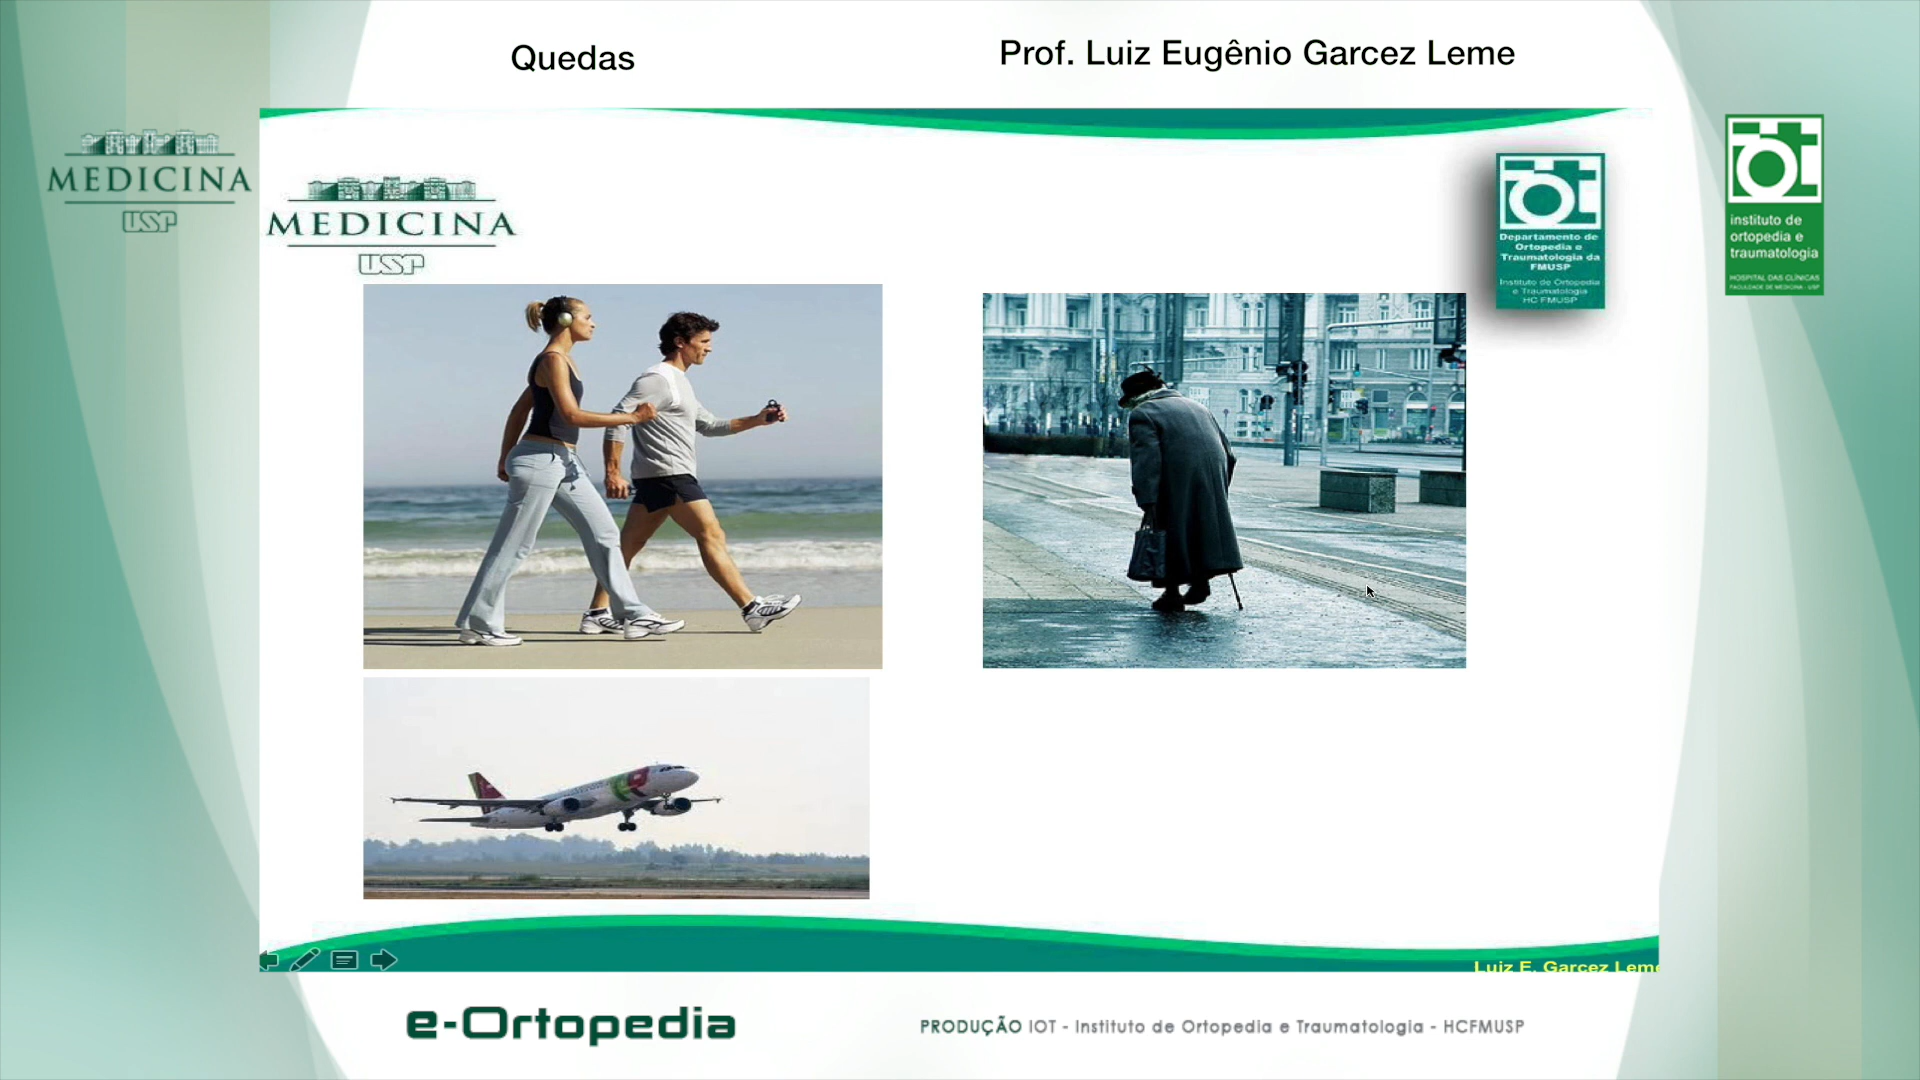 Quedas
Prof. Luiz Eugênio Garcez Leme
MEDICINA
USP
MEDICINA
USP
Departamento de
Ortopedia e
Traumatologia da
FMUSP
Instituto de Ortopedia
e Traumatologia
HC FMUSP
instituto de
ortopedia e
traumatologia
HOSPITAL DAS CLÍNICAS
FACULDADE DE MEDICINA - USP
Luiz E. Garcez Leme
e-Ortopedia
PRODUÇÃO IOT - Instituto de Ortopedia e Traumatologia - HCFMUSP